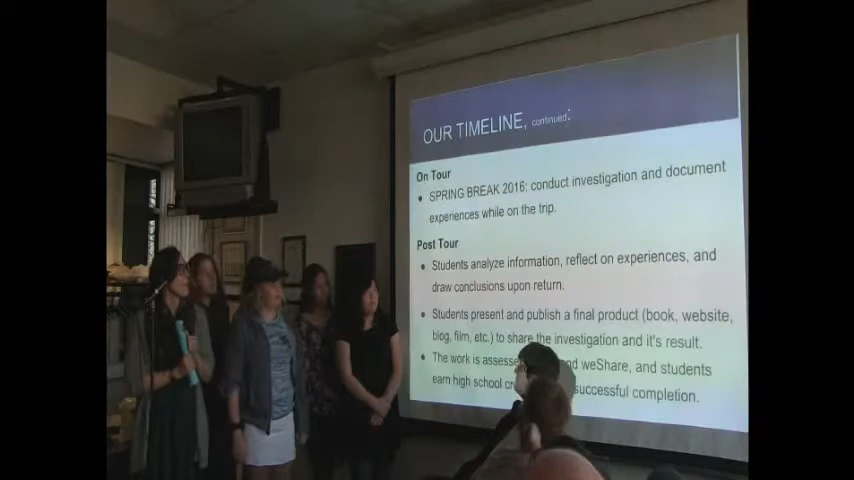 OUR TIMELINE, continued:
On Tour
• SPRING BREAK 2016: conduct investigation and document
experiences while on the trip.
Post Tour
• Students analyze information, reflect on experiences, and
draw conclusions upon return.
• Students present and publish a final product (book, website,
blog, film, etc.) to share the investigation and it's result.
• The work is assesse nd weShare, and students
earn high school successful completion.